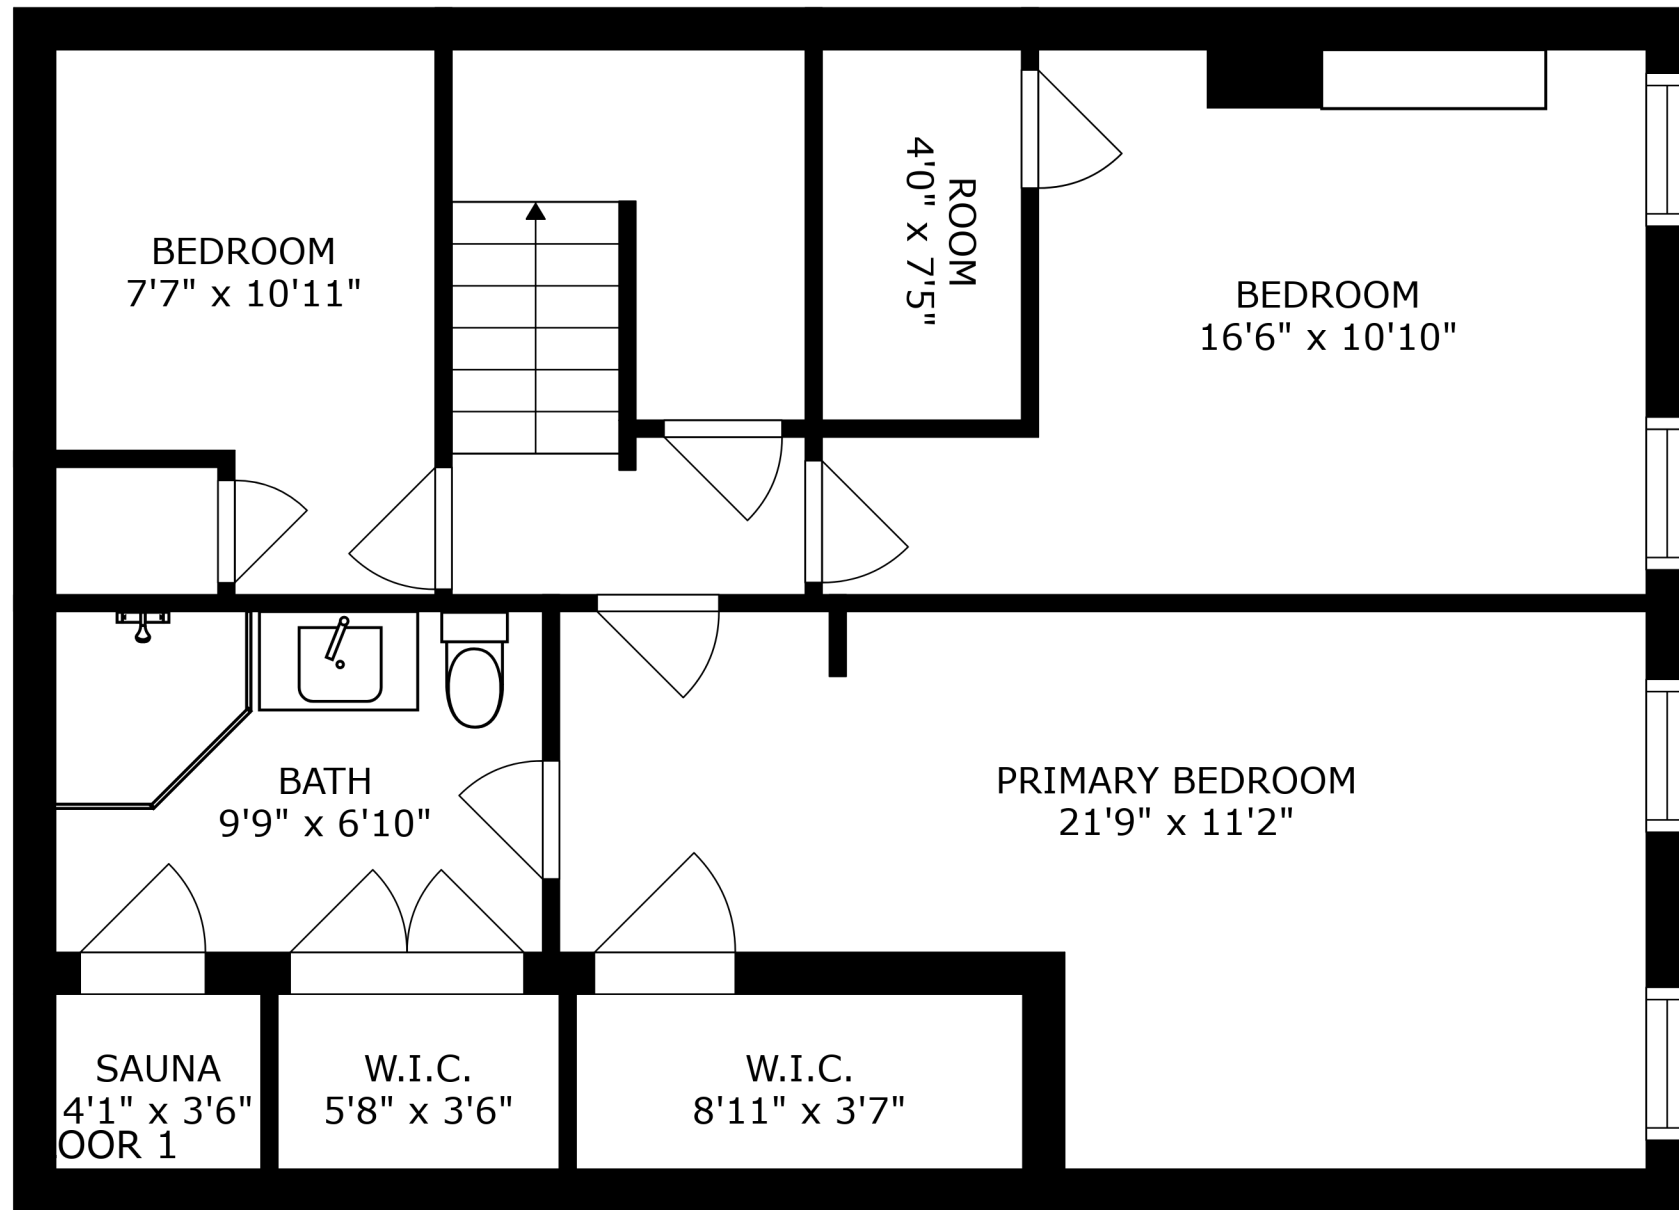 BEDROOM
7'7" x 10'11"
ROOM
4'0" x 7'5"
BEDROOM
16'6" x 10'10"
BATH
9'9" x 6'10"
PRIMARY BEDROOM
21'9" x 11'2"
SAUNA
4'1" x 3'6"
OOR 1
W.I.C.
5'8" x 3'6"
W.I.C.
8'11" x 3'7"